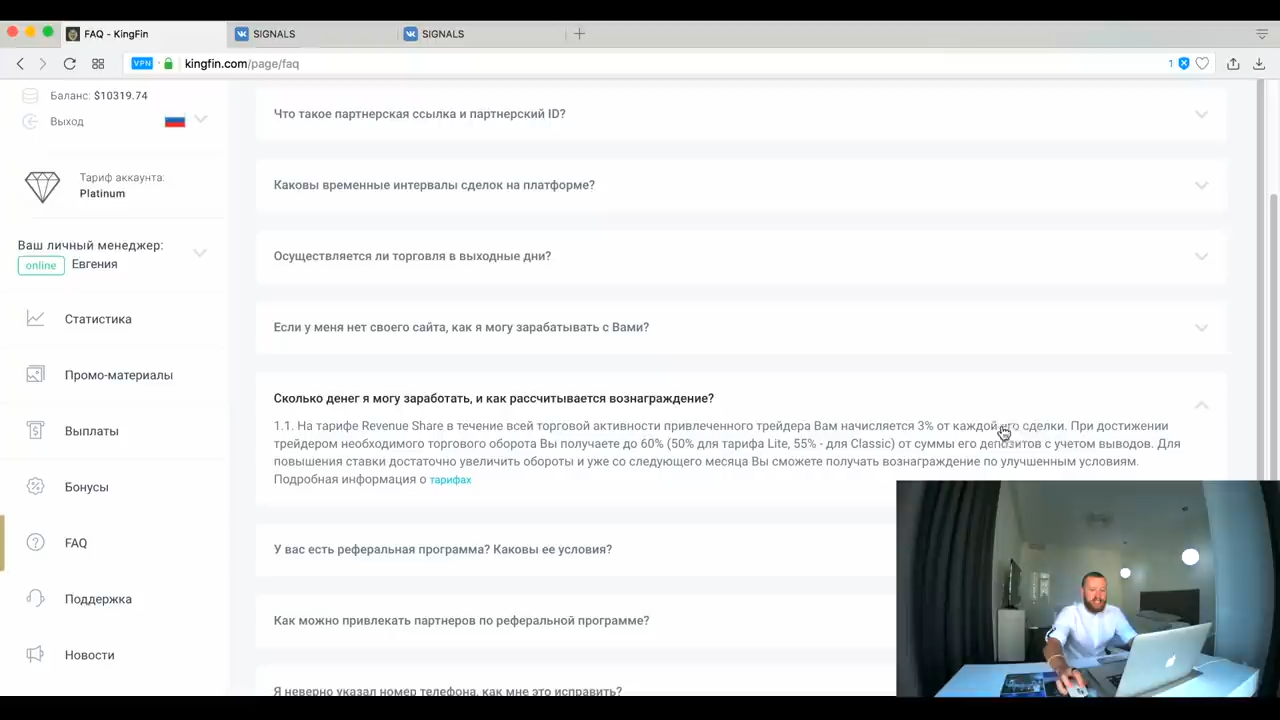 FAQ - KingFin
SIGNALS
SIGNALS
VPN
kingfin.com/page/faq
1
Баланс: $10319.74
Выход
Тариф аккаунта:
Platinum
Ваш личный менеджер:
online Евгения
Статистика
Промо-материалы
Выплаты
Бонусы
FAQ
Поддержка
Новости
Что такое партнерская ссылка и партнерский ID?
Каковы временные интервалы сделок на платформе?
Осуществляется ли торговля в выходные дни?
Если у меня нет своего сайта, как я могу зарабатывать с Вами?
Сколько денег я могу заработать, и как рассчитывается вознаграждение?
1.1. На тарифе Revenue Share в течение всей торговой активности привлеченного трейдера Вам начисляется 3% от каждой его сделки. При достижении
трейдером необходимого торгового оборота Вы получаете до 60% (50% для тарифа Lite, 55% - для Classic) от суммы его депозитов с учетом выводов. Для
повышения ставки достаточно увеличить обороты и уже со следующего месяца Вы сможете получать вознаграждение по улучшенным условиям.
Подробная информация о тарифах
У вас есть реферальная программа? Каковы ее условия?
Как можно привлекать партнеров по реферальной программе?
Я неверно указал номер телефона, как мне это исправить?